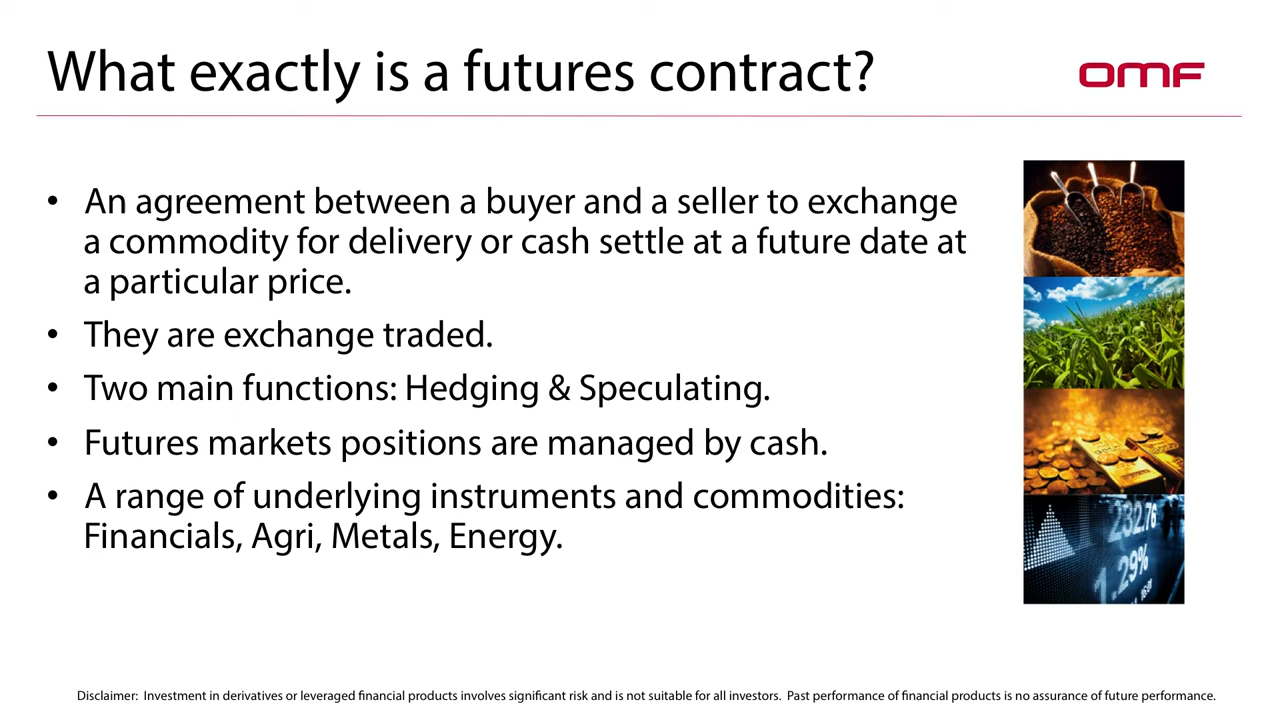 What exactly is a futures contract?
OMF
• An agreement between a buyer and a seller to exchange
a commodity for delivery or cash settle at a future date at
a particular price.
• They are exchange traded.
• Two main functions: Hedging & Speculating.
• Futures markets positions are managed by cash.
• A range of underlying instruments and commodities:
Financials, Agri, Metals, Energy.
232.76
1.29%
Disclaimer: Investment in derivatives or leveraged financial products involves significant risk and is not suitable for all investors. Past performance of financial products is no assurance of future performance.